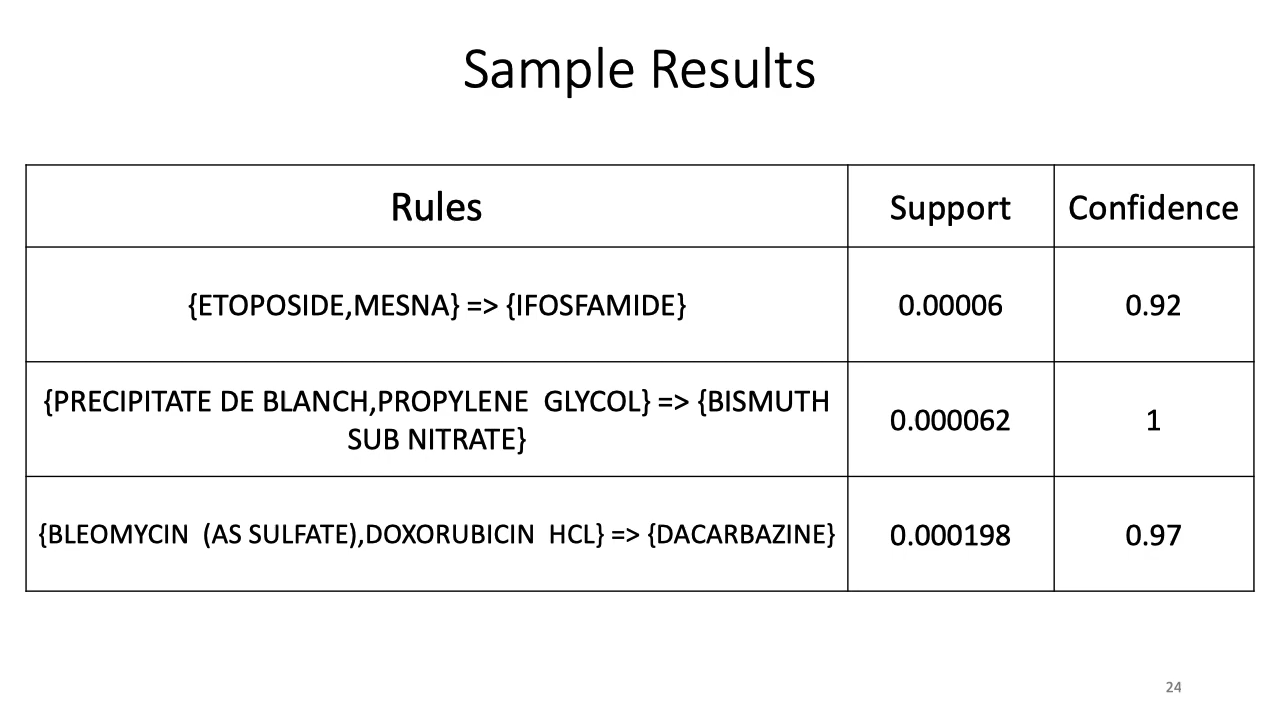 Sample Results
Rules Support Confidence
{ETOPOSIDE,MESNA} => {IFOSFAMIDE} 0.00006 0.92
{PRECIPITATE DE BLANCH,PROPYLENE GLYCOL} => {BISMUTH
SUB NITRATE} 0.000062 1
{BLEOMYCIN (AS SULFATE),DOXORUBICIN HCL} => {DACARBAZINE} 0.000198 0.97
24